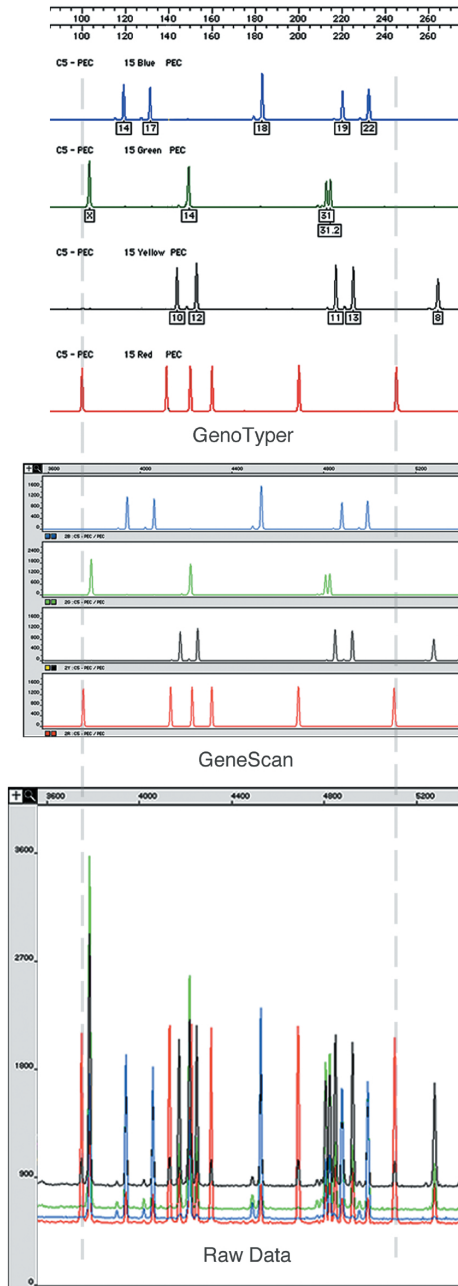 80 100 120 140 160 180 200 220 240 260
80 100 120 140 160 180 200 220 240 260
C5 - PEC 15 Blue PEC
14 17 18 19 22
C5 - PEC 15 Green PEC
X 14 31
31.2
C5 - PEC 15 Yellow PEC
10 12 11 13 8
C5 - PEC 15 Red PEC
GenoTyper
3600 4000 4400 4800 5200
1600
1200
800
400
0
2B:C5 - PEC / PEC
2400
1800
1200
600
0
2G:C5 - PEC / PEC
1600
1200
800
400
0
2Y:C5 - PEC / PEC
1600
1200
800
400
0
2R:C5 - PEC / PEC
GeneScan
3600 4000 4400 4800 5200
3600
2700
1800
900
0
Raw Data